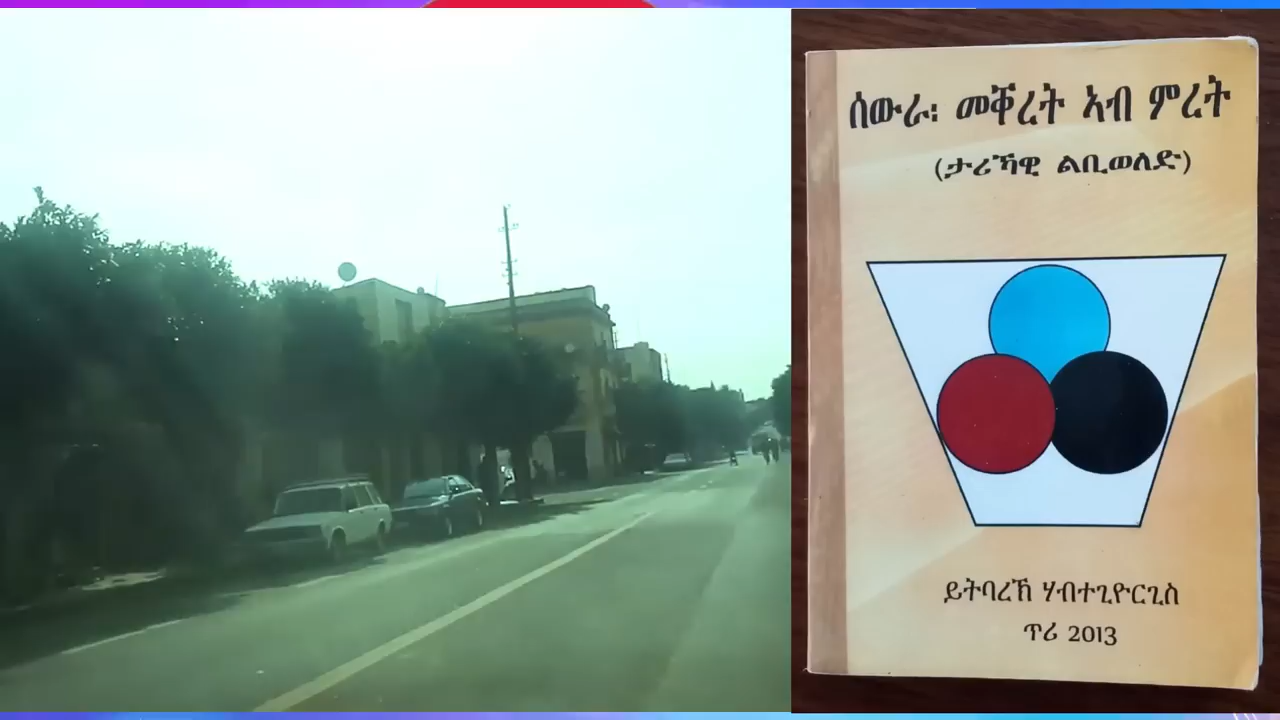 ሰውራ፡ መቐረት ኣብ ምረት
(ታሪኻዊ ልቢወለድ)
ይትባረኽ ሃብተጊዮርጊስ
ጥሪ 2013